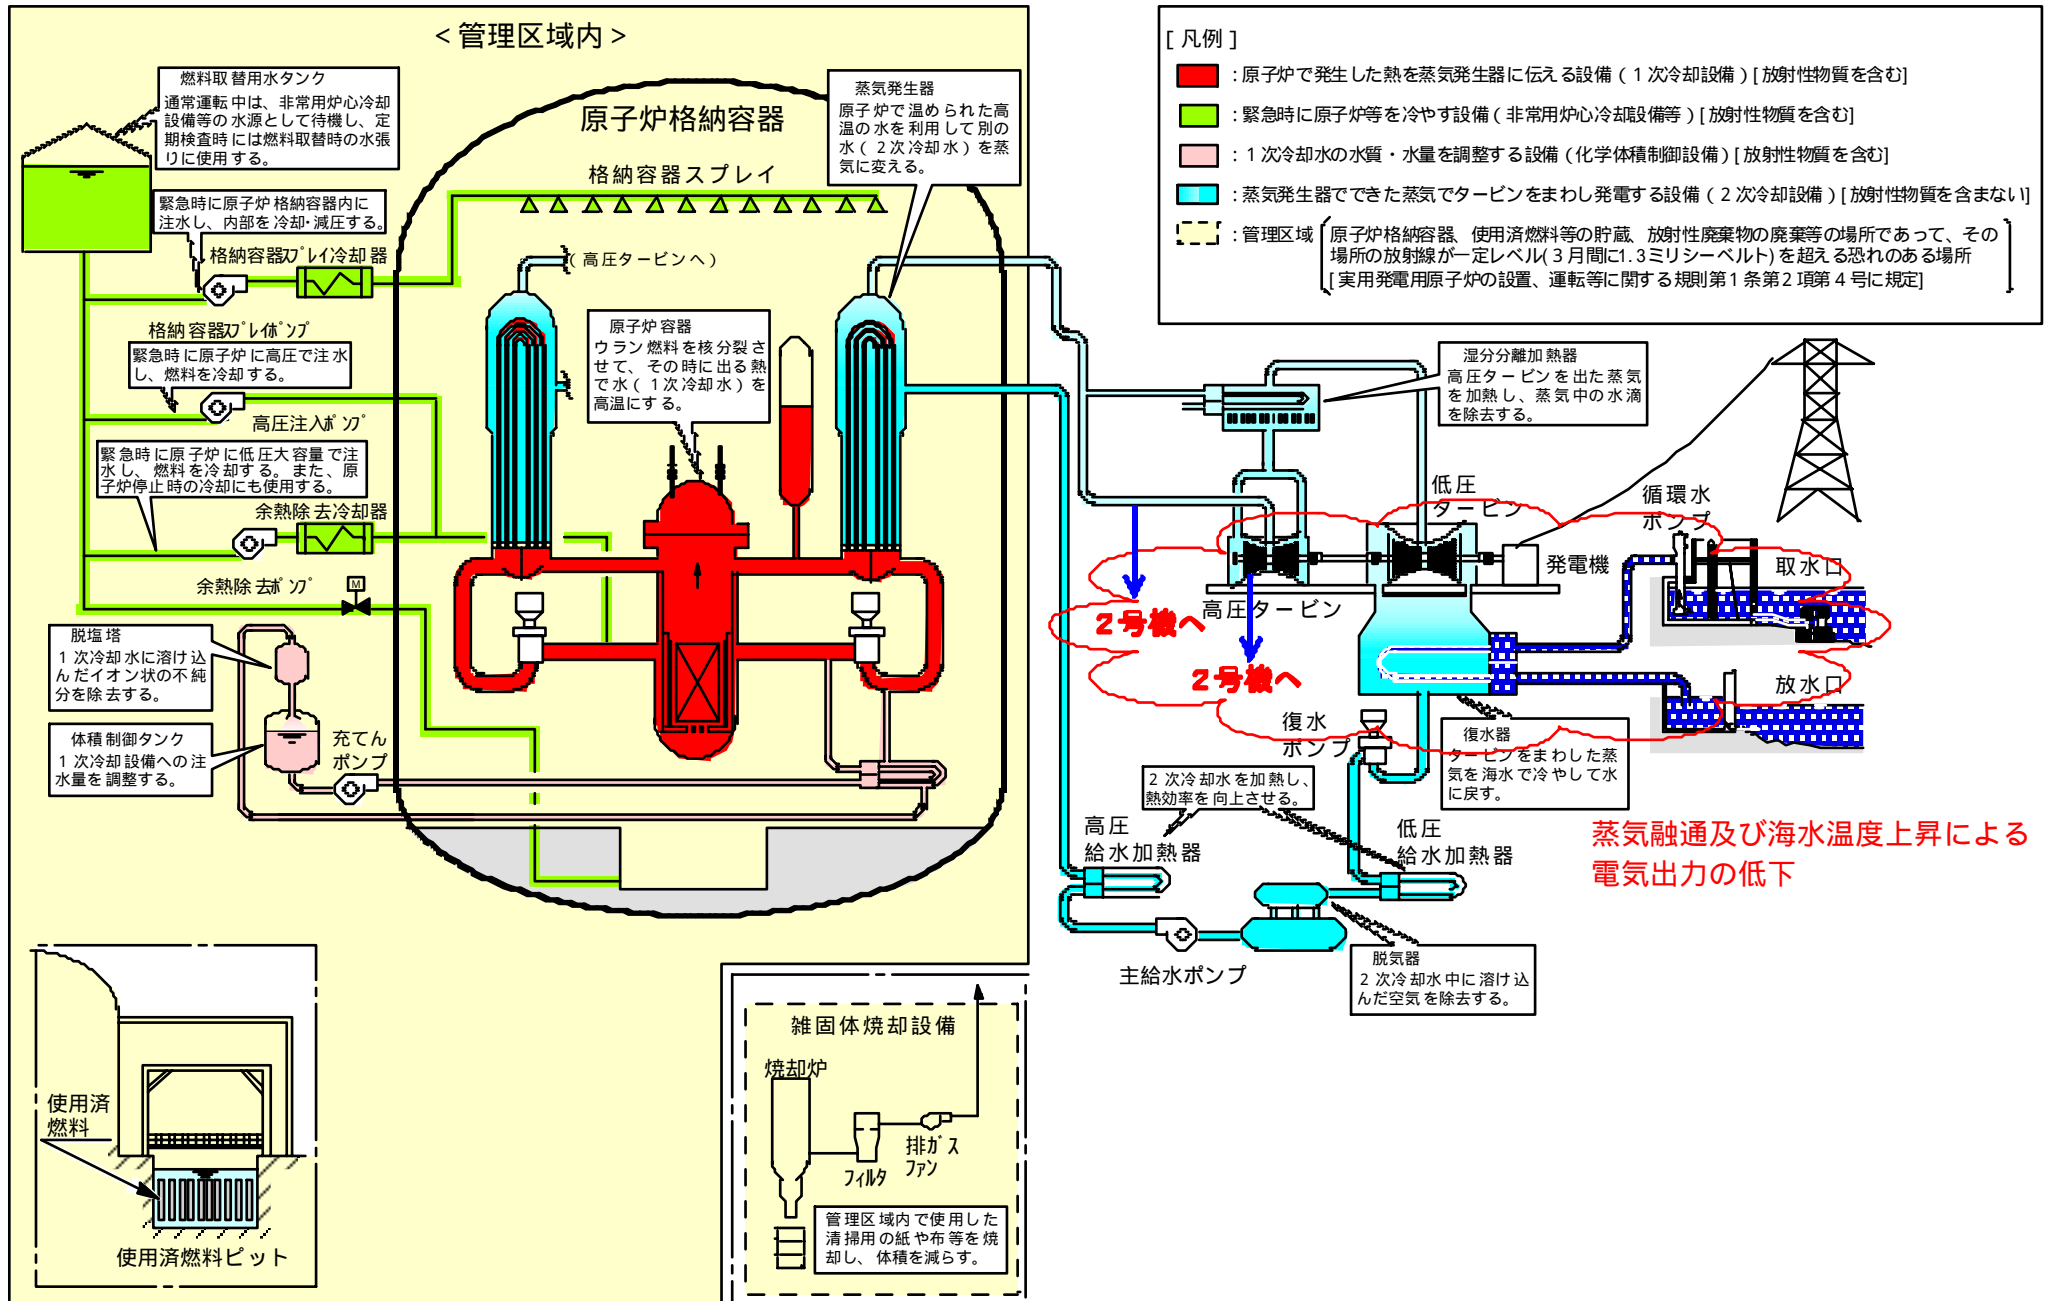 ＜管理区域内＞
燃料取替用水タンク
通常運転中は、非常用炉心冷却
設備等の水源として待機し、定
期検査時には燃料取替時の水張
りに使用する。
緊急時に原子炉格納容器内に
注水し、内部を冷却･減圧する。
格納容器ｽﾌﾟﾚｲ冷却器
格納容器ｽﾌﾟﾚｲﾎﾟﾝﾌﾟ
緊急時に原子炉に高圧で注水
し、燃料を冷却する。
高圧注入ﾎﾟﾝﾌﾟ
緊急時に原子炉に低圧大容量で注
水し、燃料を冷却する。また、原
子炉停止時の冷却にも使用する。
余熱除去冷却器
余熱除去ﾎﾟﾝﾌﾟ
M
脱塩塔
１次冷却水に溶け込
んだイオン状の不純
分を除去する。
体積制御タンク
１次冷却設備への注
水量を調整する。
充てん
ポンプ
原子炉格納容器
格納容器スプレイ
（高圧タービンへ）
蒸気発生器
原子炉で温められた高
温の水を利用して別の
水（２次冷却水）を蒸
気に変える。
原子炉容器
ウラン燃料を核分裂さ
せて、その時に出る熱
で水（１次冷却水）を
高温にする。
[凡例]
：原子炉で発生した熱を蒸気発生器に伝える設備（１次冷却設備）[放射性物質を含む]
：緊急時に原子炉等を冷やす設備（非常用炉心冷却設備等）[放射性物質を含む]
：１次冷却水の水質・水量を調整する設備（化学体積制御設備）[放射性物質を含む]
：蒸気発生器でできた蒸気でタービンをまわし発電する設備（２次冷却設備）[放射性物質を含まない]
：管理区域
原子炉格納容器、使用済燃料等の貯蔵、放射性廃棄物の廃棄等の場所であって、その
場所の放射線が一定レベル(３月間に1.3ミリシーベルト)を超える恐れのある場所
[実用発電用原子炉の設置、運転等に関する規則第１条第２項第４号に規定]
湿分分離加熱器
高圧タービンを出た蒸気
を加熱し、蒸気中の水滴
を除去する。
低圧
タービン
循環水
ポンプ
発電機
取水口
高圧タービン
２号機へ
２号機へ
放水口
復水
ポンプ
復水器
タービンをまわした蒸
気を海水で冷やして水
に戻す。
２次冷却水を加熱し、
熱効率を向上させる。
高圧
給水加熱器
低圧
給水加熱器
蒸気融通及び海水温度上昇による
電気出力の低下
主給水ポンプ
脱気器
２次冷却水中に溶け込
んだ空気を除去する。
使用済
燃料
使用済燃料ピット
雑固体焼却設備
焼却炉
フィルタ
排ｶﾞｽ
ﾌｧﾝ
管理区域内で使用した
清掃用の紙や布等を焼
却し、体積を減らす。